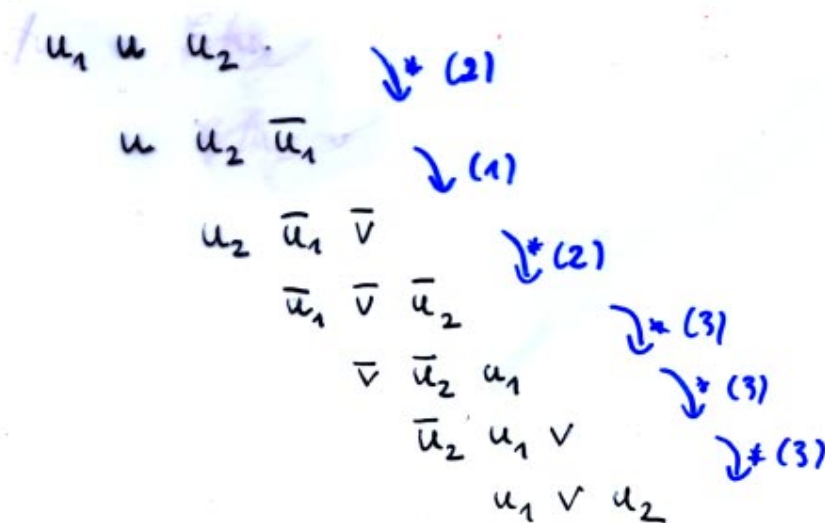 u₁ u u₂ * (2)
u u₂ ū₁ (1)
u₂ ū₁ v̄ * (2)
ū₁ v̄ ū₂ * (3)
v̄ ū₂ u₁ * (3)
ū₂ u₁ v * (3)
u₁ v u₂